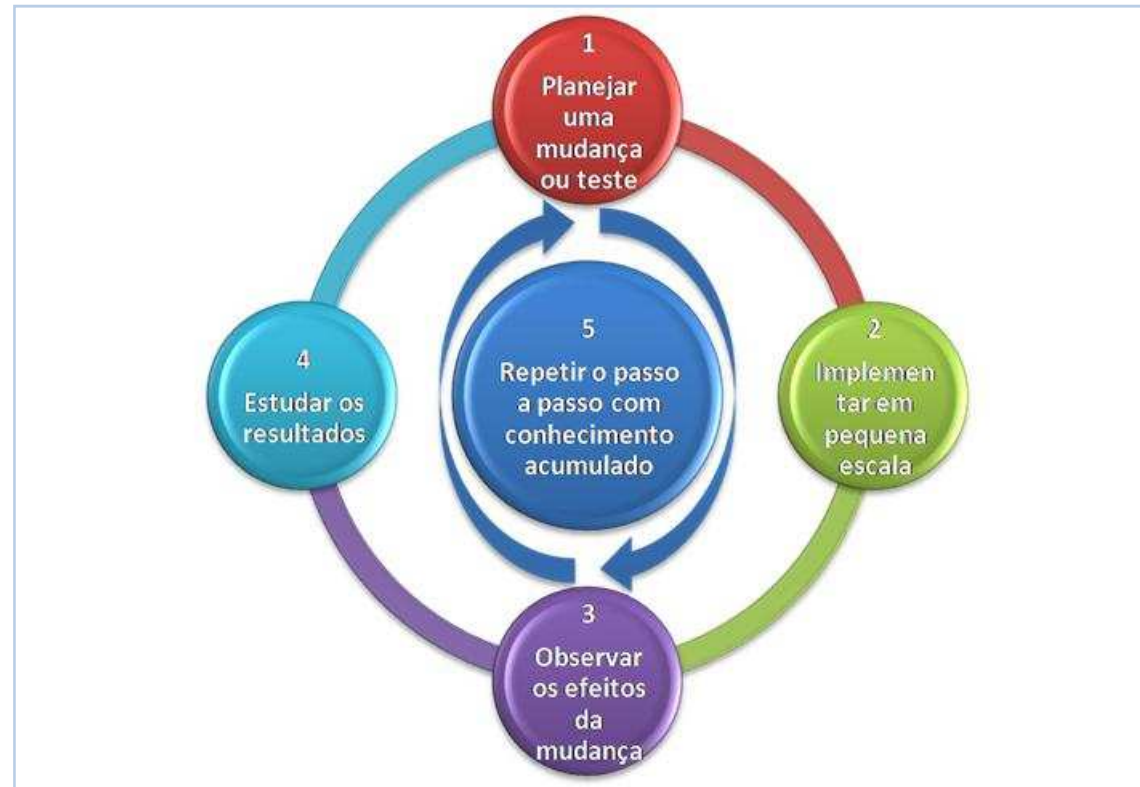 1
Planejar
uma
mudança
ou teste
2
Implemen
tar em
pequena
escala
3
Observar
os efeitos
da
mudança
4
Estudar os
resultados
5
Repetir o passo
a passo com
conhecimento
acumulado